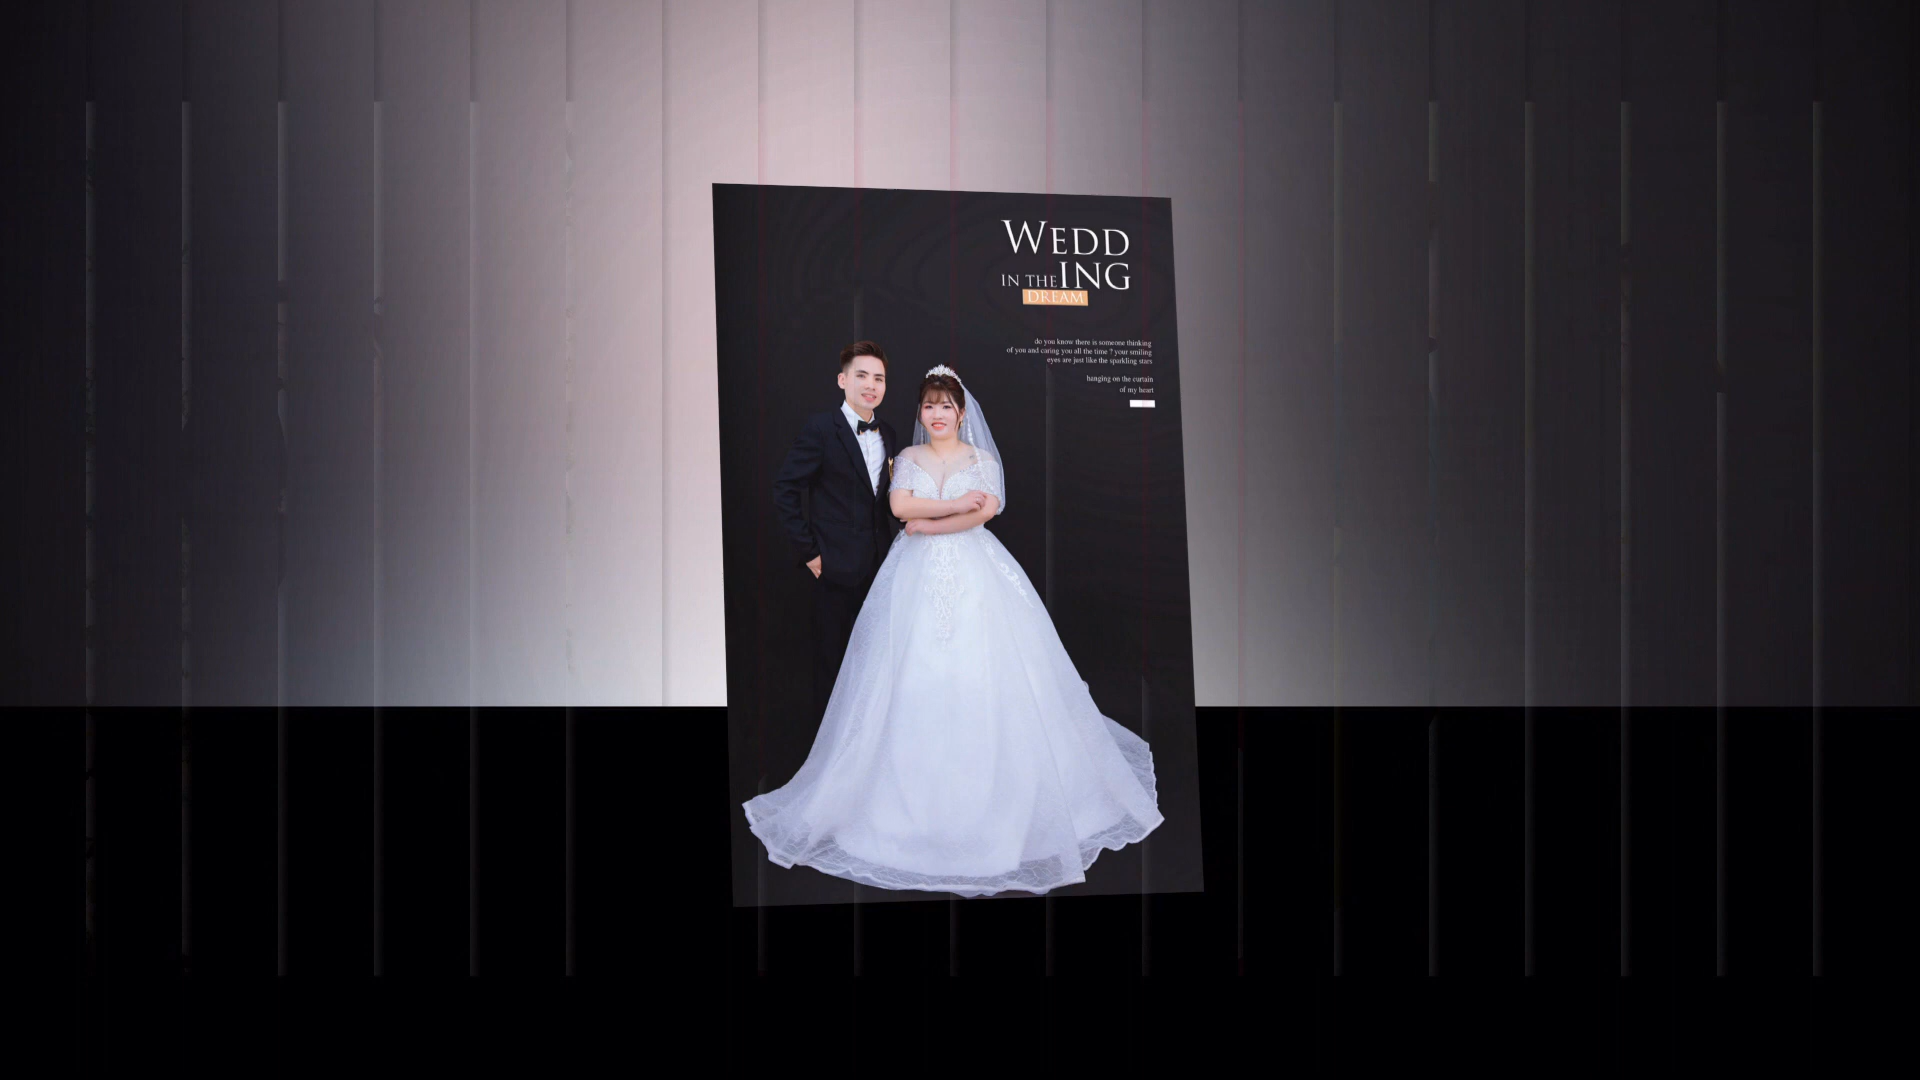 WEDD
IN THE ING
DREAM
do you know there is someone thinking
of you and caring you all the time ? your smiling
eyes are just like the sparkling stars
hanging on the curtain
of my heart